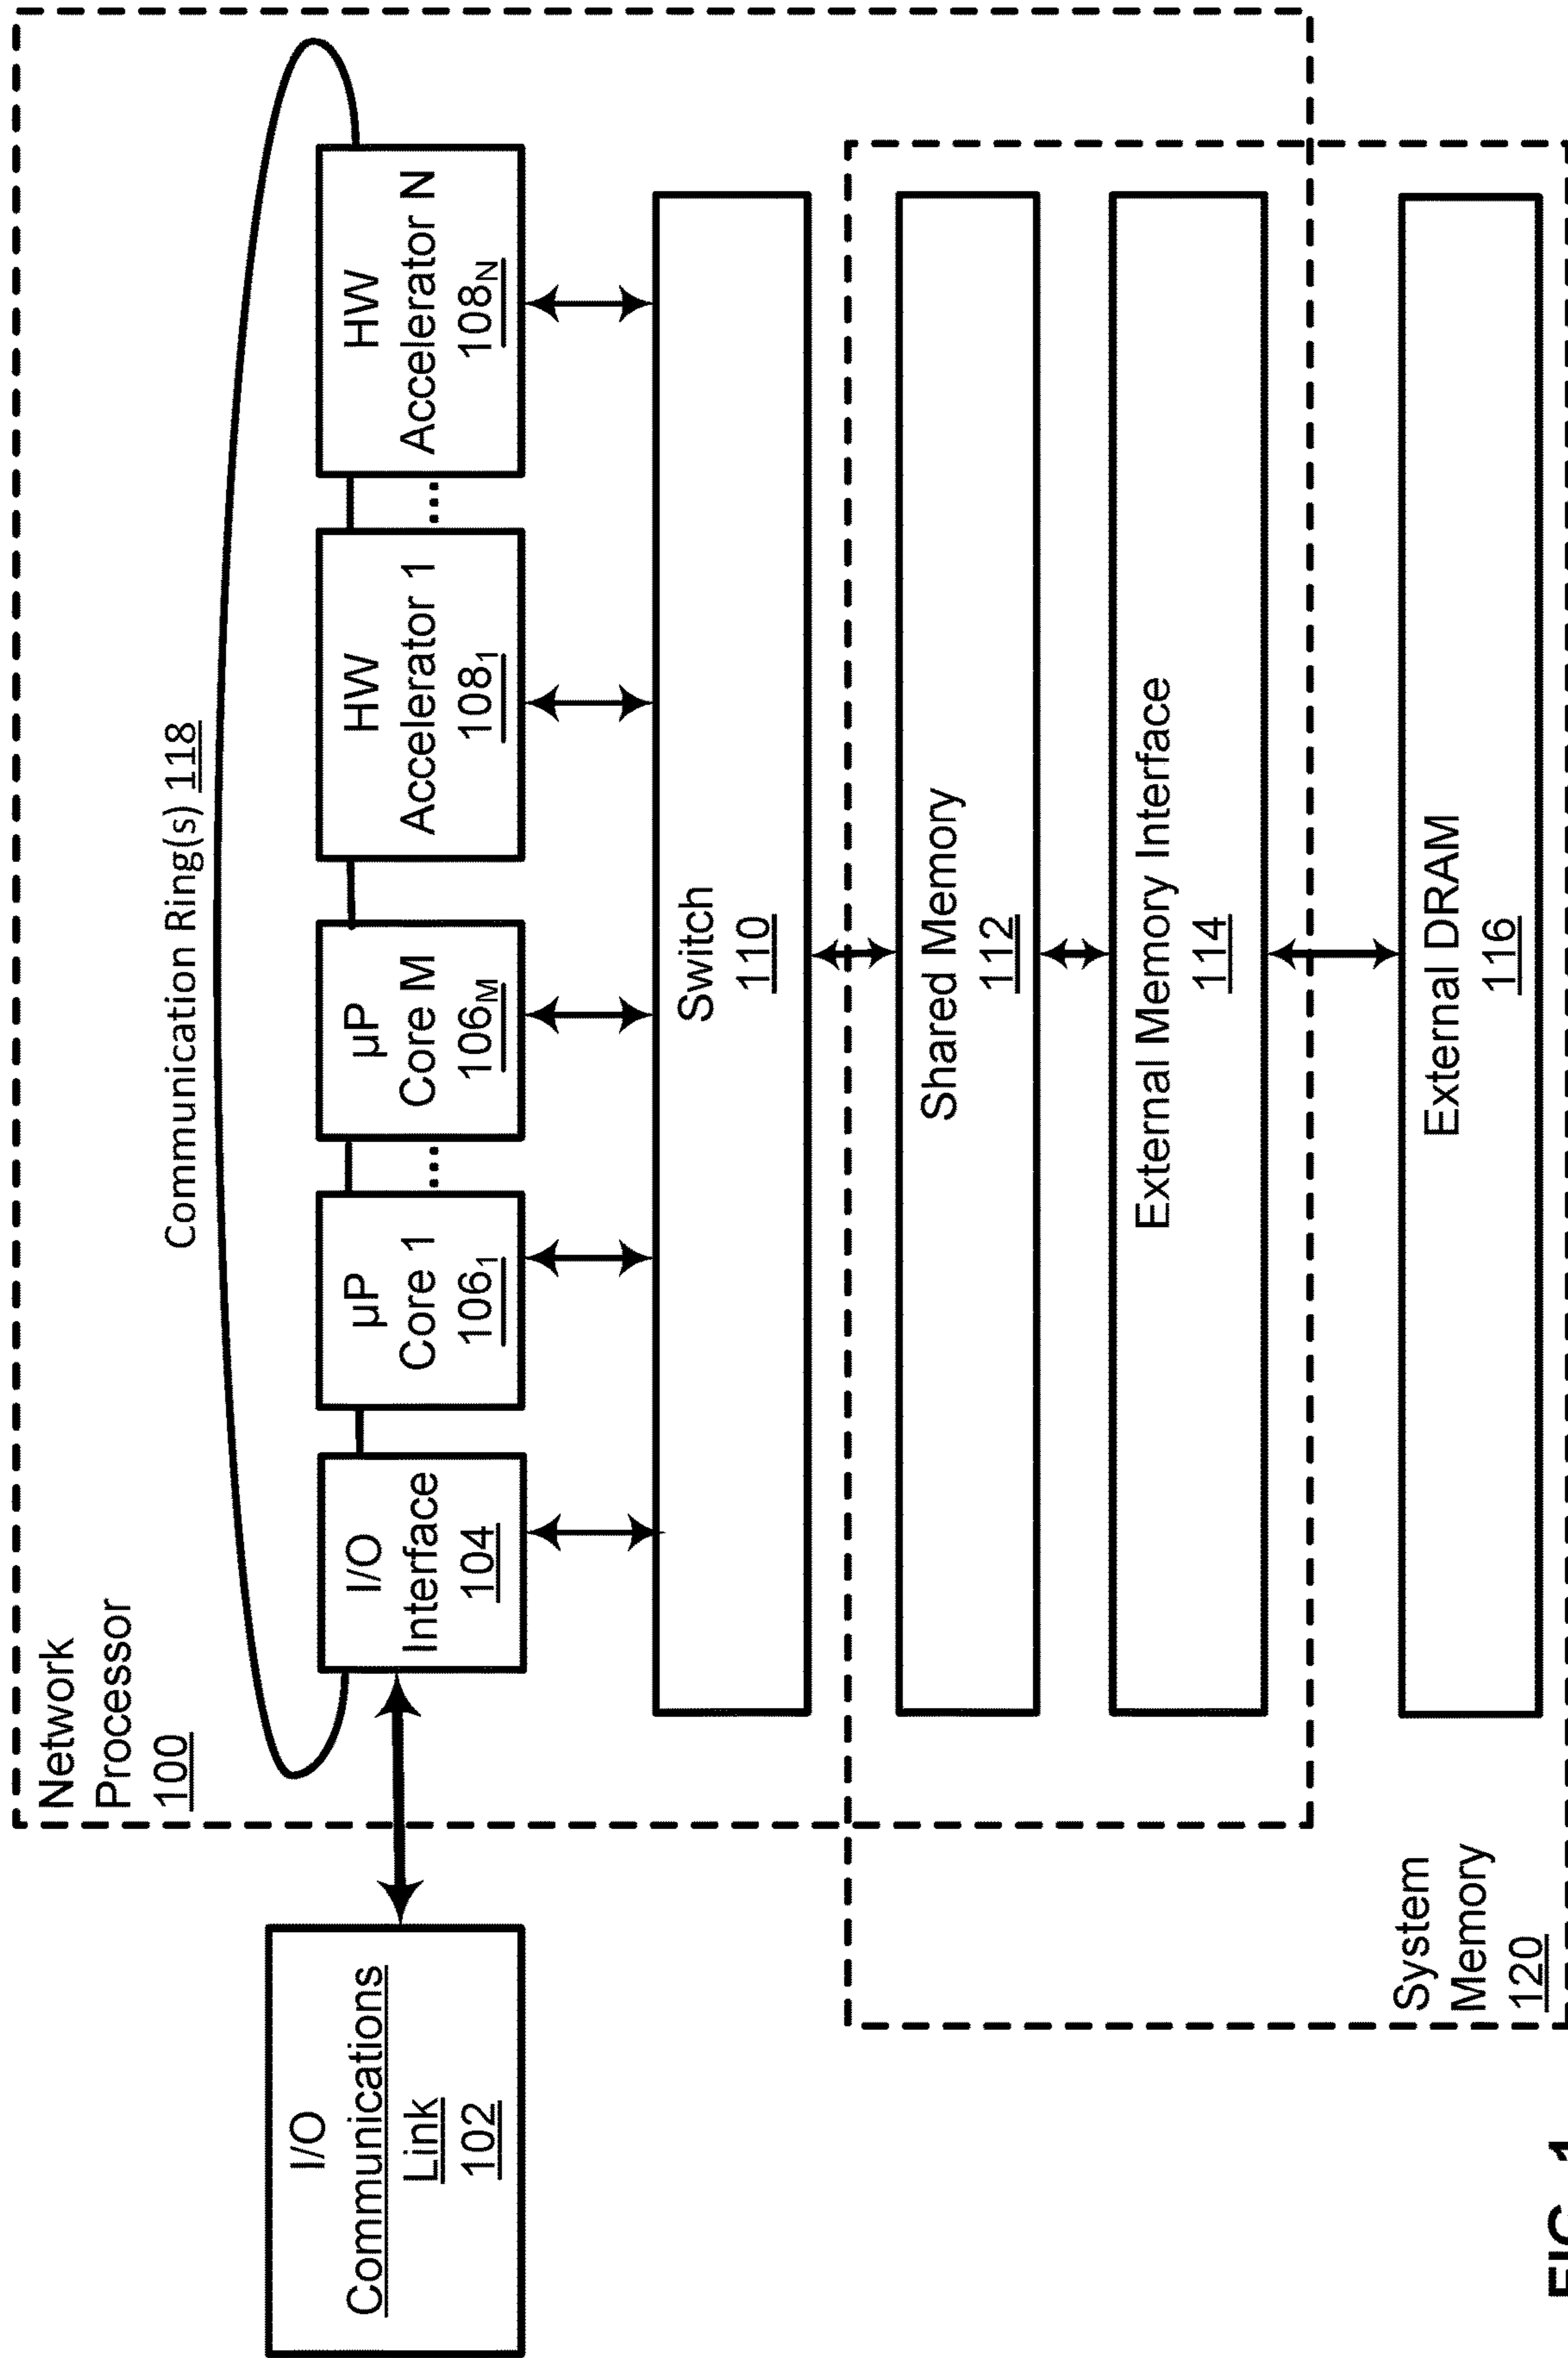 Network
Processor
100
Communication Ring(s) 118
I/O
Communications
Link
102
I/O
Interface
104
µP
Core 1
106₁
...
µP
Core M
106M
HW
Accelerator 1
108₁
...
HW
Accelerator N
108N
Switch
110
Shared Memory
112
External Memory Interface
114
System
Memory
120
External DRAM
116
FIG. 1